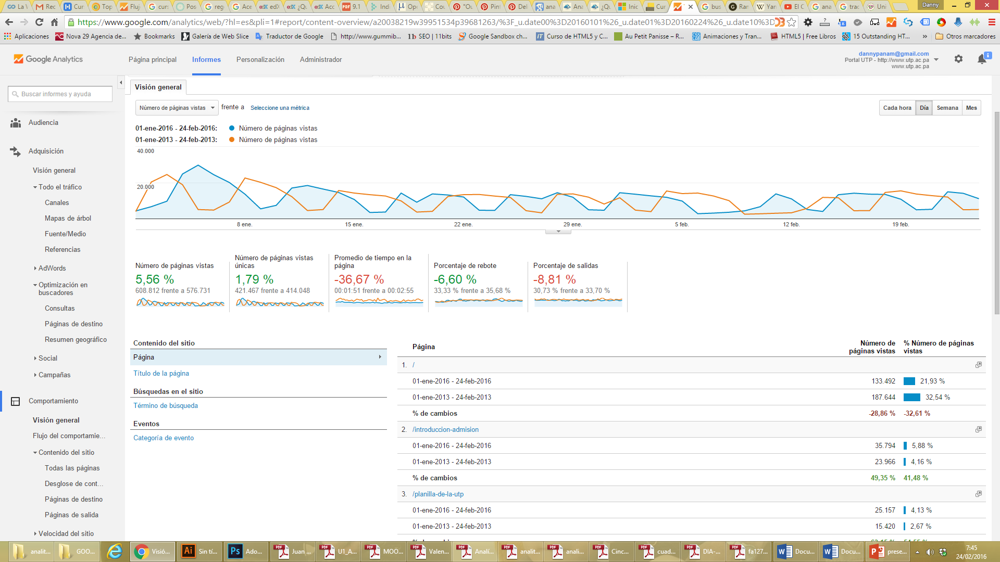 La V
Rec
Cur
Top
Fluj
curs
Pos
reg
Ace
edX
¿Qu
Acc
9.1
Indi
Ope
Cou
"Ou
Pint
Del
ana
Ana
¿Qu
Inic
Cur
bus
Ran
Yan
El C
ana
trac
Uni
Danny
https://www.google.com/analytics/web/?hl=es&pli=1#report/content-overview/a20038219w39951534p39681263/%3F_u.date00%3D20160101%26_u.date01%3D20160224%26_u.date10%3D
Aplicaciones
Nova 29 Agencia de...
Bookmarks
Galería de Web Slice
Traductor de Google
http://www.gummib...
1b SEO | 11bits
Google Sandbox ch...
Curso de HTML5 y C...
Au Petit Panisse – R...
Animaciones y Tran...
HTML5 | Free Libros
15 Outstanding HT...
»
Otros marcadores
Google Analytics
Página principal
Informes
Personalización
Administrador
dannypanam@gmail.com
Portal UTP - http://www.utp.ac.pa
www.utp.ac.pa
Buscar informes y ayuda
Audiencia
Adquisición
Visión general
Todo el tráfico
Canales
Mapas de árbol
Fuente/Medio
Referencias
AdWords
Optimización en
buscadores
Consultas
Páginas de destino
Resumen geográfico
Social
Campañas
Comportamiento
Visión general
Flujo del comportamie...
Contenido del sitio
Todas las páginas
Desglose de cont...
Páginas de destino
Páginas de salida
Velocidad del sitio
Visión general
Número de páginas vistas frente a Seleccione una métrica
Cada hora Día Semana Mes
01-ene-2016 - 24-feb-2016: Número de páginas vistas
01-ene-2013 - 24-feb-2013: Número de páginas vistas
40.000
20.000
8 ene. 15 ene. 22 ene. 29 ene. 5 feb. 12 feb. 19 feb.
Número de páginas vistas
5,56 %
608.812 frente a 576.731
Número de páginas vistas
únicas
1,79 %
421.467 frente a 414.048
Promedio de tiempo en la
página
-36,67 %
00:01:51 frente a 00:02:55
Porcentaje de rebote
-6,60 %
33,33 % frente a 35,68 %
Porcentaje de salidas
-8,81 %
30,73 % frente a 33,70 %
Contenido del sitio
Página
Título de la página
Búsquedas en el sitio
Término de búsqueda
Eventos
Categoría de evento
Página
Número de
páginas vistas
% Número de páginas
vistas
1. /
01-ene-2016 - 24-feb-2016 133.492 21,93 %
01-ene-2013 - 24-feb-2013 187.644 32,54 %
% de cambios -28,86 % -32,61 %
2. /introduccion-admision
01-ene-2016 - 24-feb-2016 35.794 5,88 %
01-ene-2013 - 24-feb-2013 23.966 4,16 %
% de cambios 49,35 % 41,48 %
3. /planilla-de-la-utp
01-ene-2016 - 24-feb-2016 25.157 4,13 %
01-ene-2013 - 24-feb-2013 15.420 2,67 %
analit...
GOO...
Visió...
Sin tí...
Ado...
Juan ...
U1_A...
MOO...
Valen...
Analí...
analit...
anali...
Cinc...
cuad...
DIA-...
fa127...
Docu...
Docu...
prese...
7:45
24/02/2016